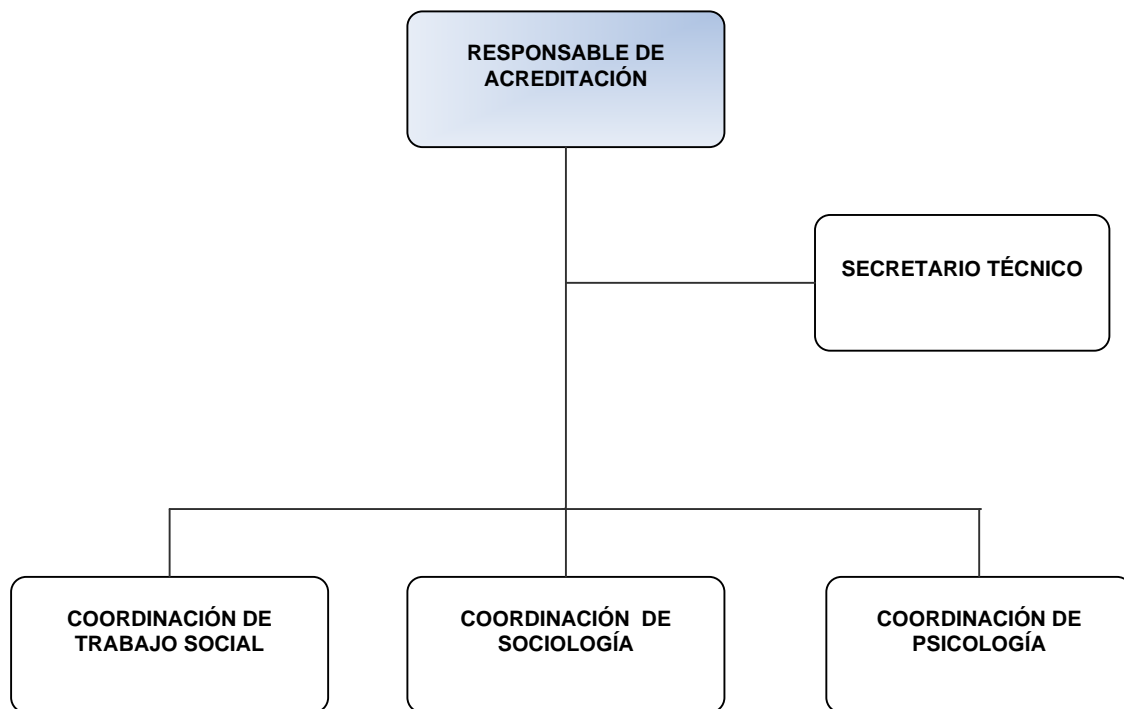 RESPONSABLE DE
ACREDITACIÓN
SECRETARIO TÉCNICO
COORDINACIÓN DE
TRABAJO SOCIAL
COORDINACIÓN  DE
SOCIOLOGÍA
COORDINACIÓN DE
PSICOLOGÍA